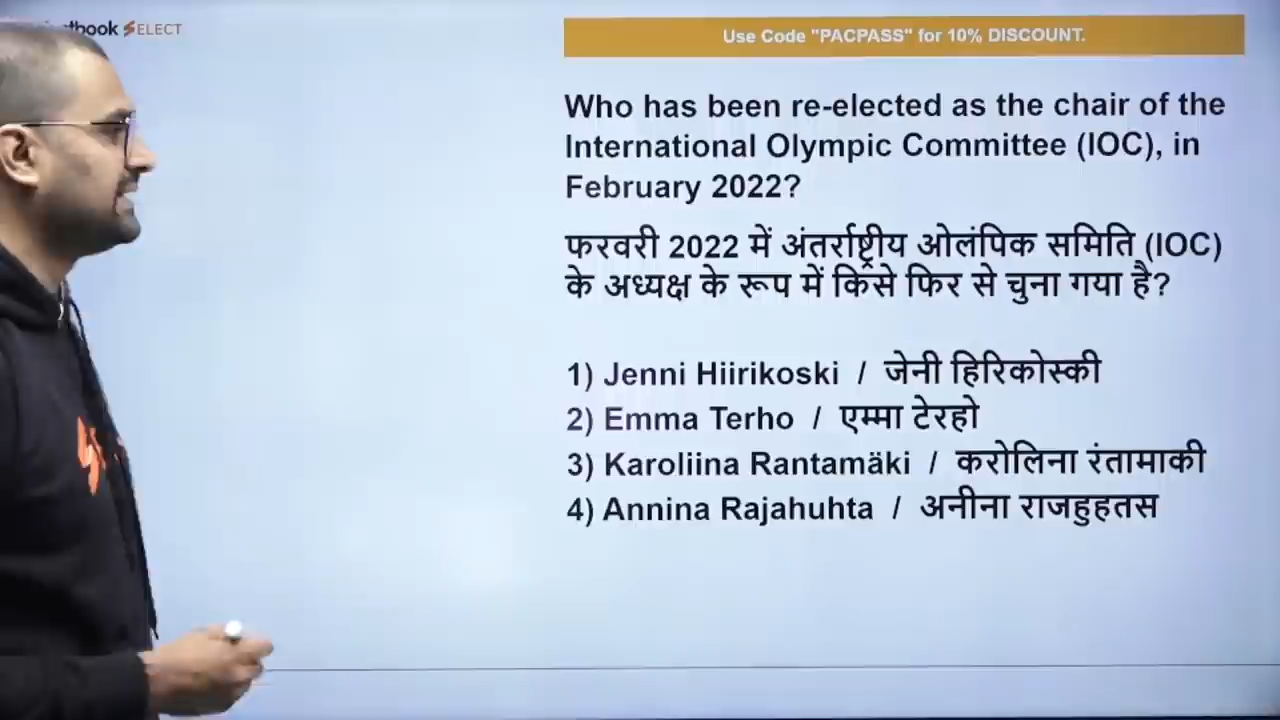 tbook SELECT
Use Code "PACPASS" for 10% DISCOUNT.
Who has been re-elected as the chair of the
International Olympic Committee (IOC), in
February 2022?
फरवरी 2022 में अंतर्राष्ट्रीय ओलंपिक समिति (IOC)
के अध्यक्ष के रूप में किसे फिर से चुना गया है?
1) Jenni Hiirikoski / जेनी हिरिकोस्की
2) Emma Terho / एम्मा टेरहो
3) Karoliina Rantamäki / करोलिना रंतामाकी
4) Annina Rajahuhta / अनीना राजहुहतस